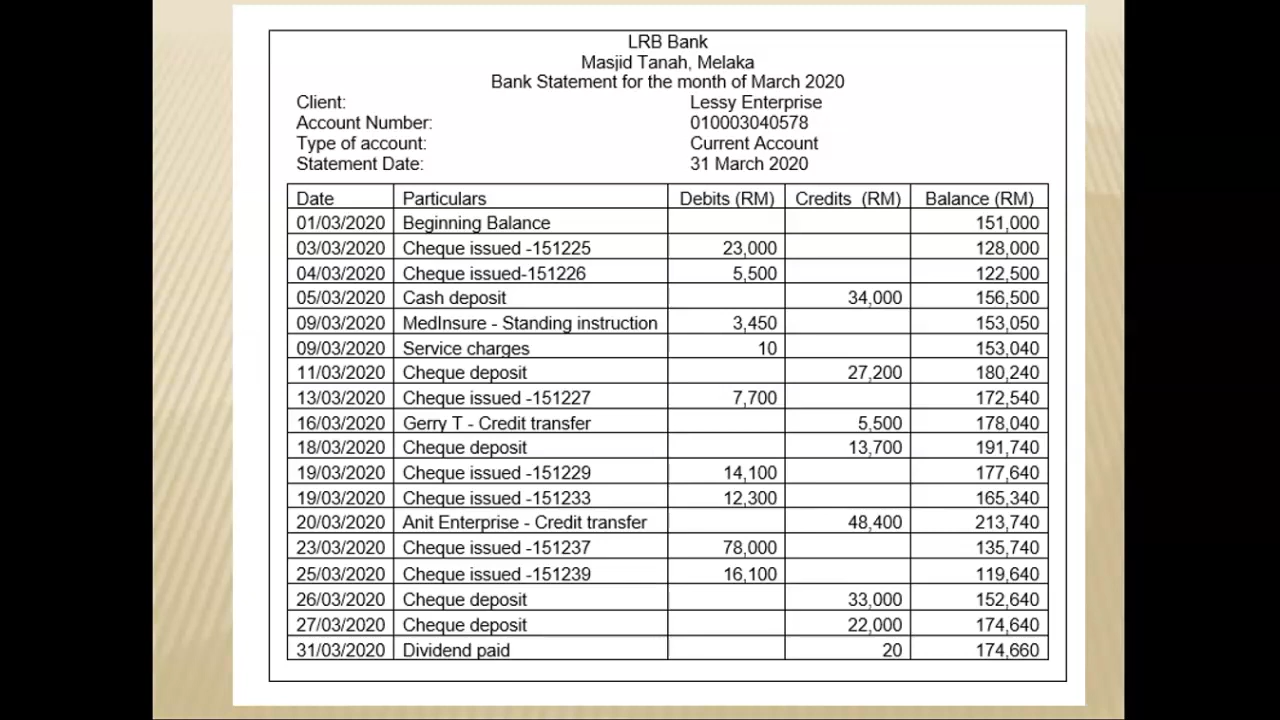 LRB Bank
Masjid Tanah, Melaka
Bank Statement for the month of March 2020
Client: Lessy Enterprise
Account Number: 010003040578
Type of account: Current Account
Statement Date: 31 March 2020
Date Particulars Debits (RM) Credits (RM) Balance (RM)
01/03/2020 Beginning Balance 151,000
03/03/2020 Cheque issued -151225 23,000 128,000
04/03/2020 Cheque issued-151226 5,500 122,500
05/03/2020 Cash deposit 34,000 156,500
09/03/2020 MedInsure - Standing instruction 3,450 153,050
09/03/2020 Service charges 10 153,040
11/03/2020 Cheque deposit 27,200 180,240
13/03/2020 Cheque issued -151227 7,700 172,540
16/03/2020 Gerry T - Credit transfer 5,500 178,040
18/03/2020 Cheque deposit 13,700 191,740
19/03/2020 Cheque issued -151229 14,100 177,640
19/03/2020 Cheque issued -151233 12,300 165,340
20/03/2020 Anit Enterprise - Credit transfer 48,400 213,740
23/03/2020 Cheque issued -151237 78,000 135,740
25/03/2020 Cheque issued -151239 16,100 119,640
26/03/2020 Cheque deposit 33,000 152,640
27/03/2020 Cheque deposit 22,000 174,640
31/03/2020 Dividend paid 20 174,660